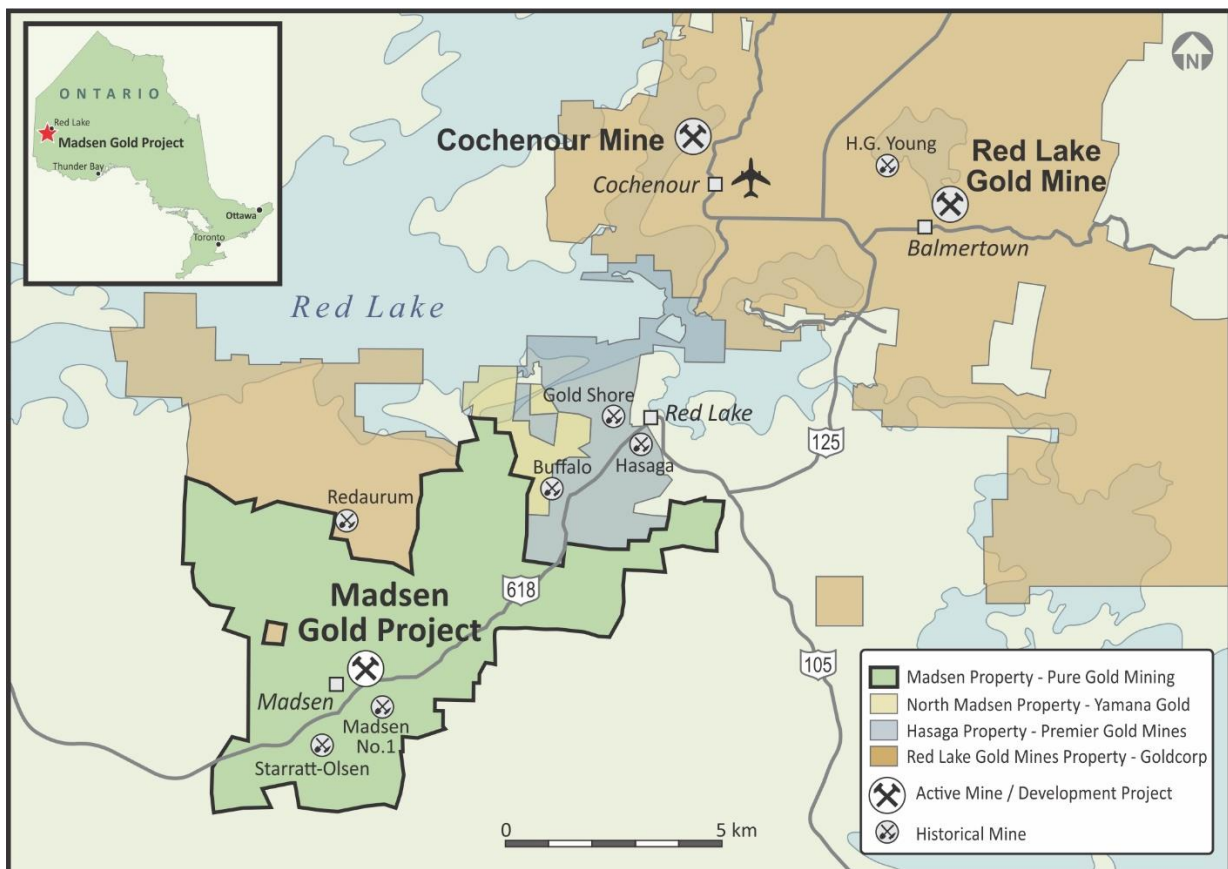 ONTARIO
Red Lake
Madsen Gold Project
Thunder Bay
Ottawa
Toronto
N
Cochenour Mine
Cochenour
H.G. Young
Red Lake
Gold Mine
Balmertown
Red Lake
Gold Shore
Red Lake
Buffalo
Hasaga
125
Redaurum
618
Madsen
Gold Project
105
Madsen
Madsen
No.1
Starratt-Olsen
0 5 km
Madsen Property - Pure Gold Mining
North Madsen Property - Yamana Gold
Hasaga Property - Premier Gold Mines
Red Lake Gold Mines Property - Goldcorp
Active Mine / Development Project
Historical Mine